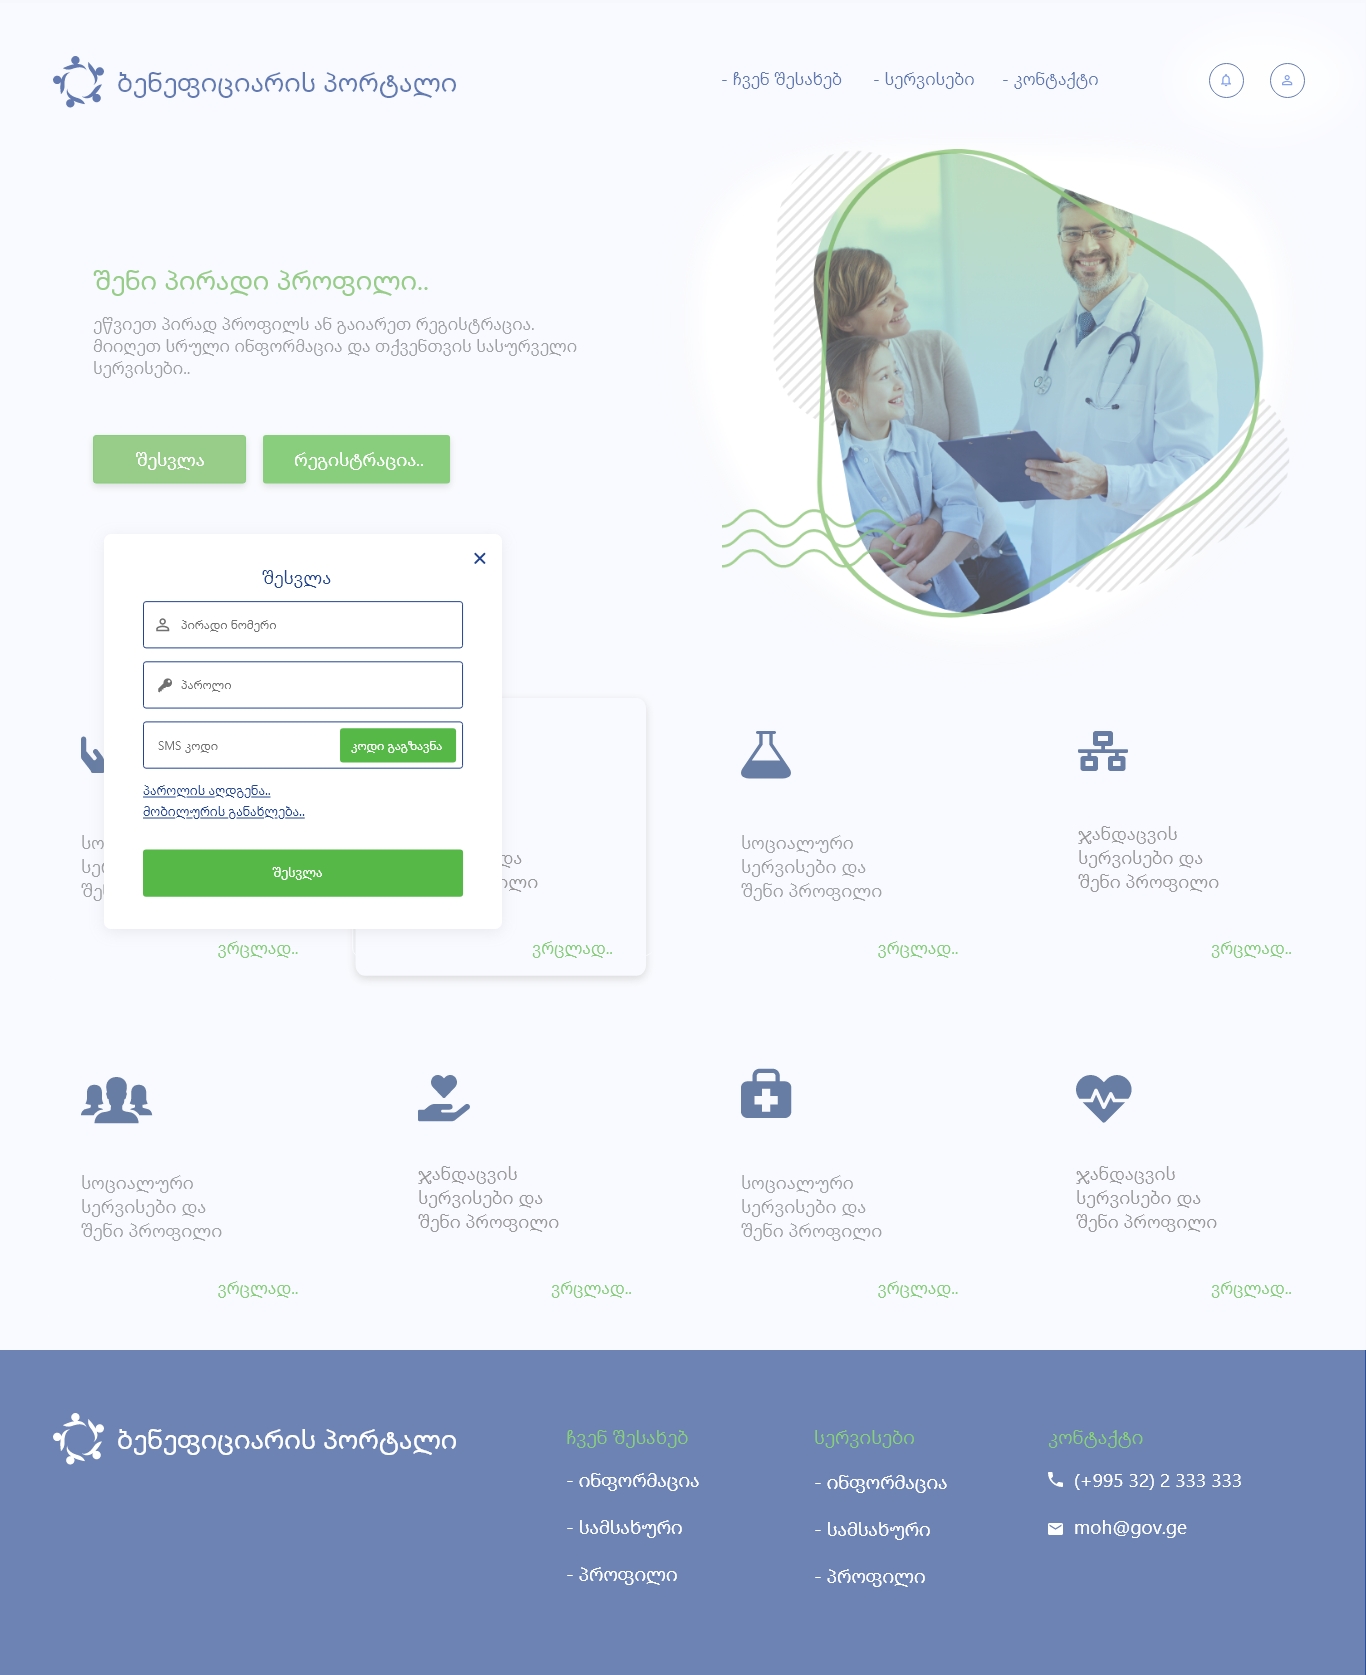 ბენეფიციარის პორტალი
- ჩვენ შესახებ
- სერვისები
- კონტაქტი
შენი პირადი პროფილი..
ეწვიეთ პირად პროფილს ან გაიარეთ რეგისტრაცია.
მიიღეთ სრული ინფორმაცია და თქვენთვის სასურველი
სერვისები..
შესვლა
რეგისტრაცია..
შესვლა
პირადი ნომერი
პაროლი
SMS კოდი
კოდი გაგზავნა
პაროლის აღდგენა..
მობილურის განახლება..
შესვლა
და
ვრცლად..
ვრცლად..
სოციალური
სერვისები და
შენი პროფილი
ვრცლად..
ჯანდაცვის
სერვისები და
შენი პროფილი
ვრცლად..
სოციალური
სერვისები და
შენი პროფილი
ვრცლად..
ჯანდაცვის
სერვისები და
შენი პროფილი
ვრცლად..
სოციალური
სერვისები და
შენი პროფილი
ვრცლად..
ჯანდაცვის
სერვისები და
შენი პროფილი
ვრცლად..
ბენეფიციარის პორტალი
ჩვენ შესახებ
- ინფორმაცია
- სამსახური
- პროფილი
სერვისები
- ინფორმაცია
- სამსახური
- პროფილი
კონტაქტი
(+995 32) 2 333 333
moh@gov.ge